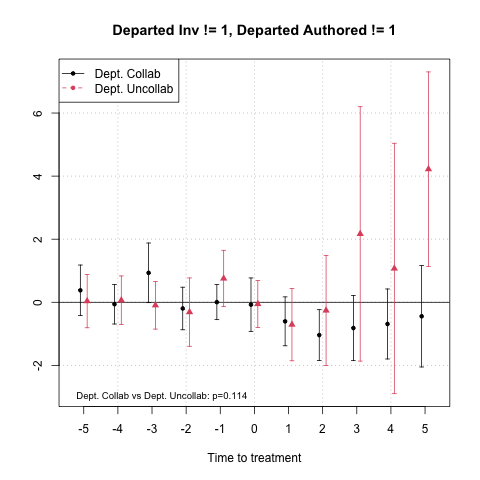 Departed Inv != 1, Departed Authored != 1
Dept. Collab
Dept. Uncollab
6
4
2
0
-2
Dept. Collab vs Dept. Uncollab: p=0.114
-5 -4 -3 -2 -1 0 1 2 3 4 5
Time to treatment